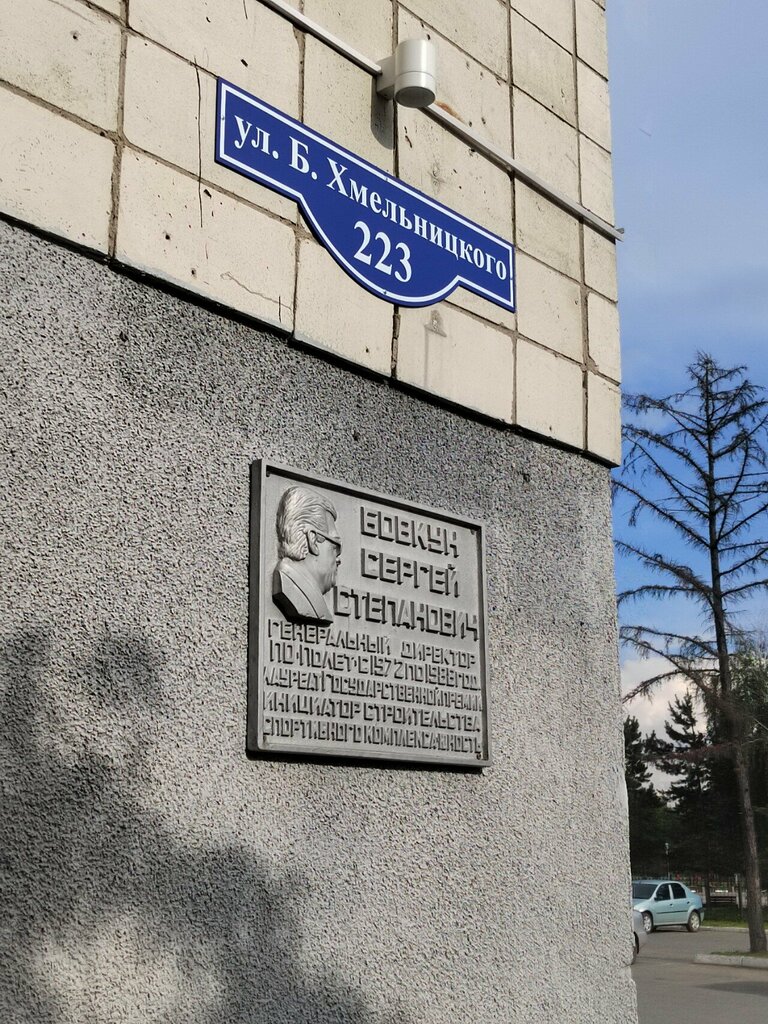 ул. Б. Хмельницкого
223
БОВКУН
СЕРГЕЙ
СТЕПАНОВИЧ
ГЕНЕРАЛЬНЫЙ ДИРЕКТОР
ПО·ПОЛЕТ·С 1972 ПО 1988 ГОД
ЛАУРЕАТ ГОСУДАРСТВЕННОЙ ПРЕМИИ
ИНИЦИАТОР СТРОИТЕЛЬСТВА
СПОРТИВНОГО КОМПЛЕКСА·ЮНОСТЬ